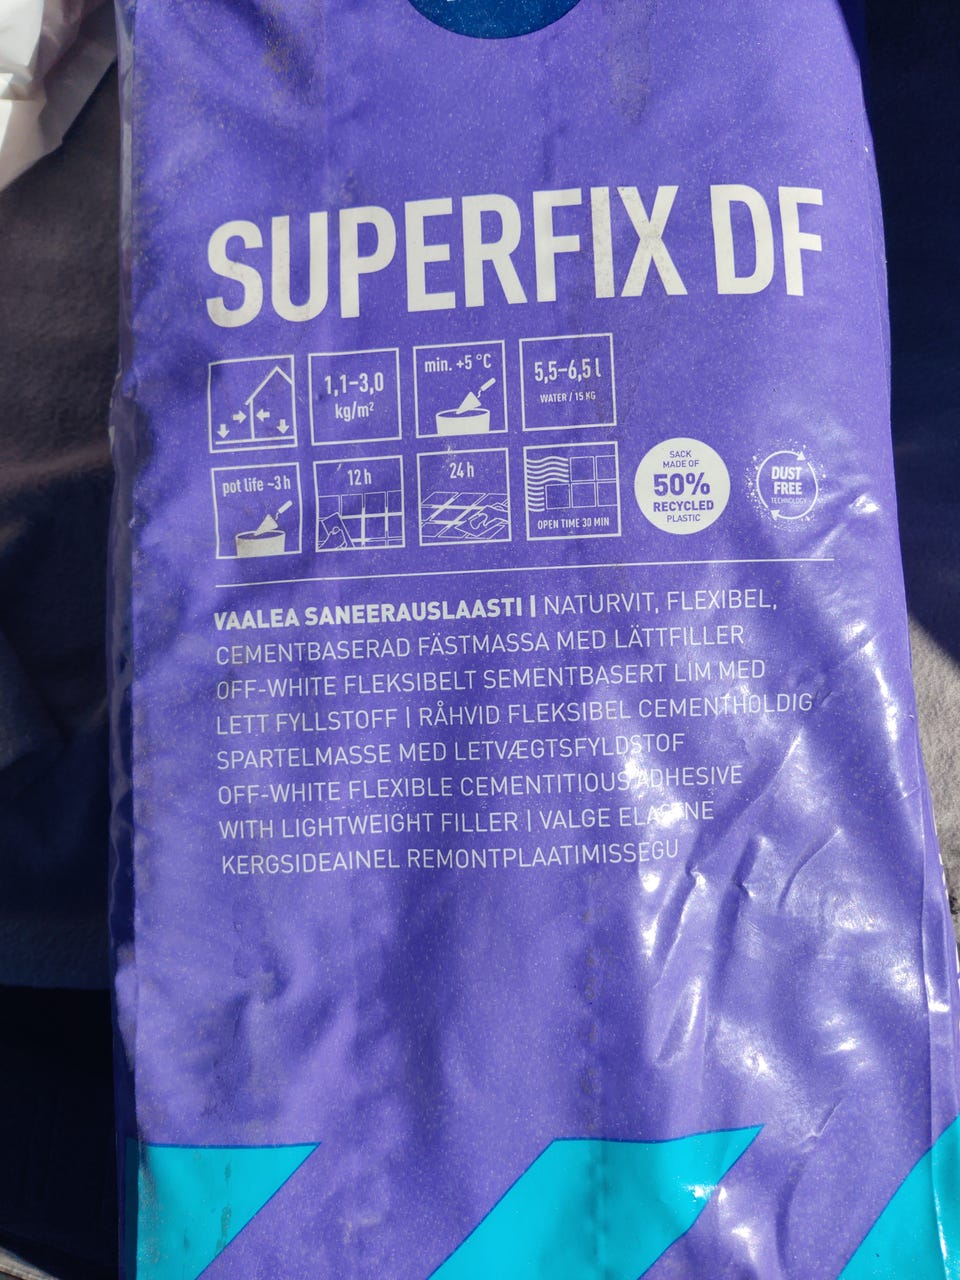 SUPERFIX DF
1,1–3,0
kg/m²
min. +5 °C
5,5–6,5 l
WATER / 15 KG
pot life ~3 h
12 h
24 h
OPEN TIME 30 MIN
SACK
MADE OF
50%
RECYCLED
PLASTIC
DUST
FREE
TECHNOLOGY
VAALEA SANEERAUSLAASTI | NATURVIT, FLEXIBEL,
CEMENTBASERAD FÄSTMASSA MED LÄTTFILLER
OFF-WHITE FLEKSIBELT SEMENTBASERT LIM MED
LETT FYLLSTOFF | RÅHVID FLEKSIBEL CEMENTHOLDIG
SPARTELMASSE MED LETVÆGTSFYLDSTOF
OFF-WHITE FLEXIBLE CEMENTITIOUS ADHESIVE
WITH LIGHTWEIGHT FILLER | VALGE
KERGSIDEAINEL REMONTPLAATIMISSEGU